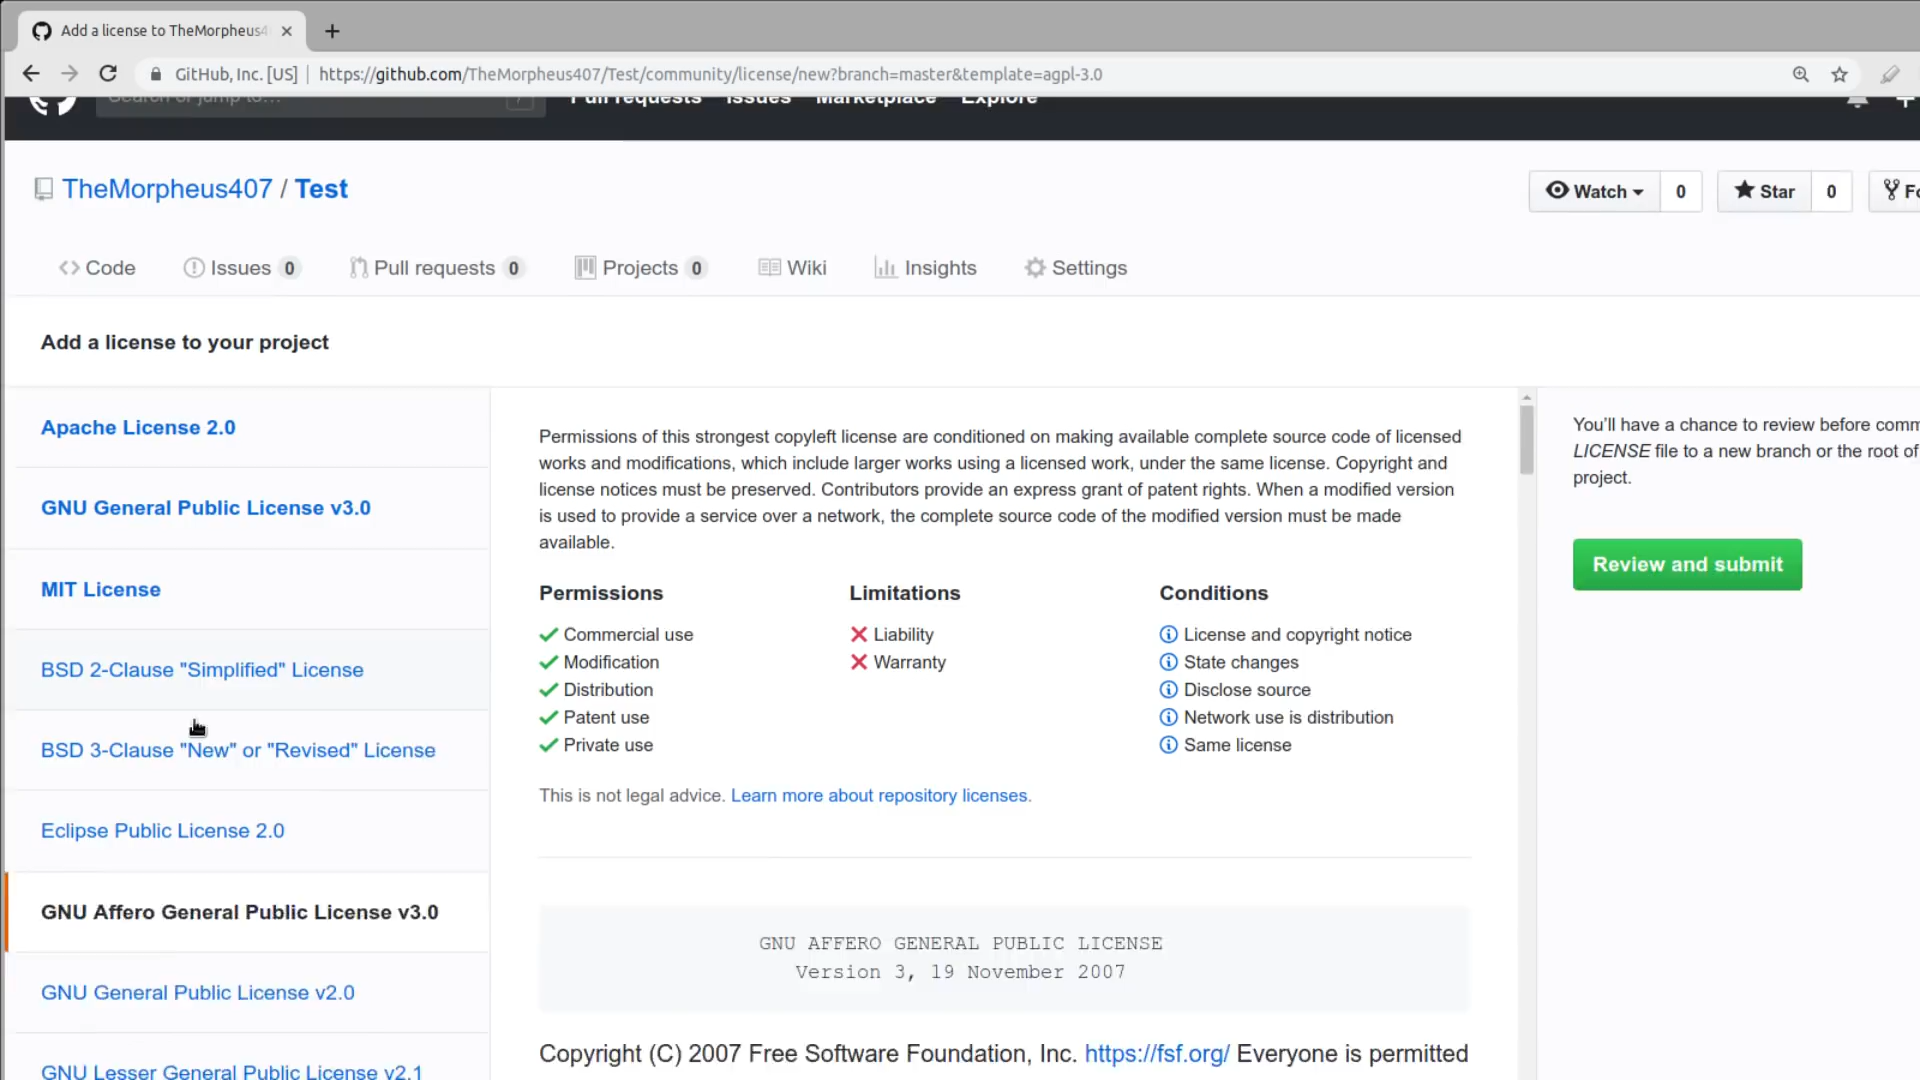 Add a license to TheMorpheus4
GitHub, Inc. [US] | https://github.com/TheMorpheus407/Test/community/license/new?branch=master&template=agpl-3.0
Search or jump to... / Pull requests Issues Marketplace Explore
TheMorpheus407 / Test
Watch 0 Star 0 Fo
Code Issues 0 Pull requests 0 Projects 0 Wiki Insights Settings
Add a license to your project
Apache License 2.0
GNU General Public License v3.0
MIT License
BSD 2-Clause "Simplified" License
BSD 3-Clause "New" or "Revised" License
Eclipse Public License 2.0
GNU Affero General Public License v3.0
GNU General Public License v2.0
GNU Lesser General Public License v2.1
Permissions of this strongest copyleft license are conditioned on making available complete source code of licensed
works and modifications, which include larger works using a licensed work, under the same license. Copyright and
license notices must be preserved. Contributors provide an express grant of patent rights. When a modified version
is used to provide a service over a network, the complete source code of the modified version must be made
available.
Permissions
Commercial use
Modification
Distribution
Patent use
Private use
Limitations
Liability
Warranty
Conditions
License and copyright notice
State changes
Disclose source
Network use is distribution
Same license
This is not legal advice. Learn more about repository licenses.
GNU AFFERO GENERAL PUBLIC LICENSE
Version 3, 19 November 2007
Copyright (C) 2007 Free Software Foundation, Inc. https://fsf.org/ Everyone is permitted
You'll have a chance to review before comm
LICENSE file to a new branch or the root of
project.
Review and submit